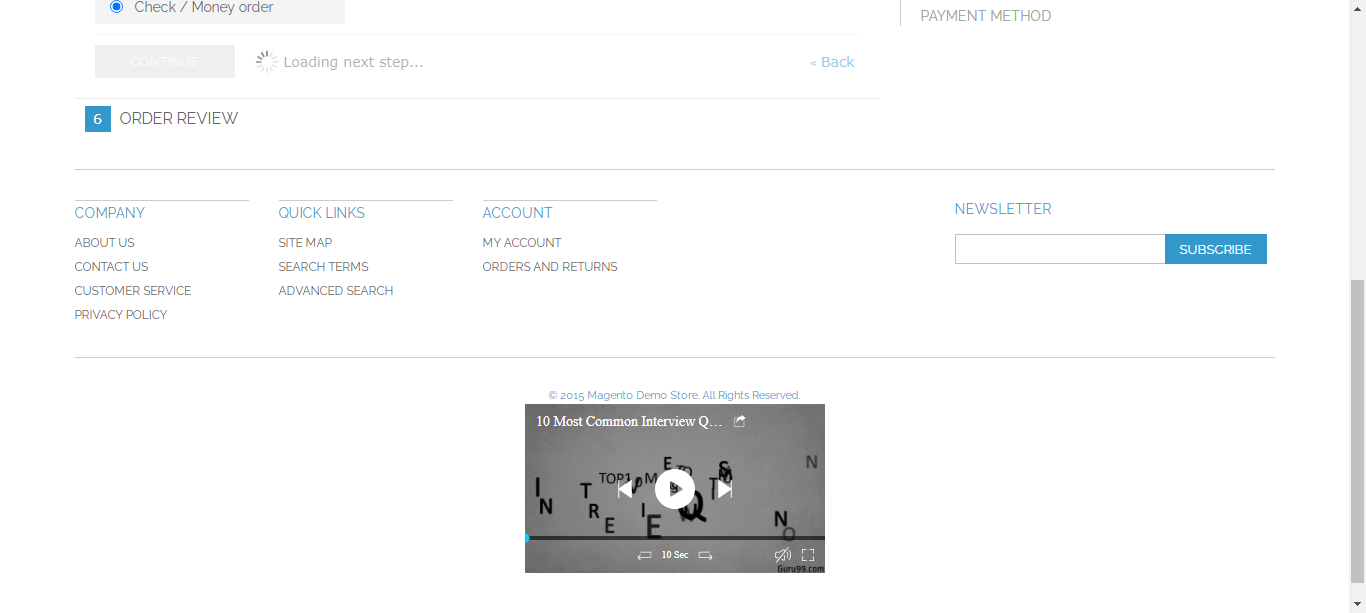 Check / Money order
PAYMENT METHOD
CONTINUE
Loading next step...
« Back
6 ORDER REVIEW
COMPANY
ABOUT US
CONTACT US
CUSTOMER SERVICE
PRIVACY POLICY
QUICK LINKS
SITE MAP
SEARCH TERMS
ADVANCED SEARCH
ACCOUNT
MY ACCOUNT
ORDERS AND RETURNS
NEWSLETTER
SUBSCRIBE
© 2015 Magento Demo Store. All Rights Reserved.
10 Most Common Interview Q...
10 Sec
Guru99.com